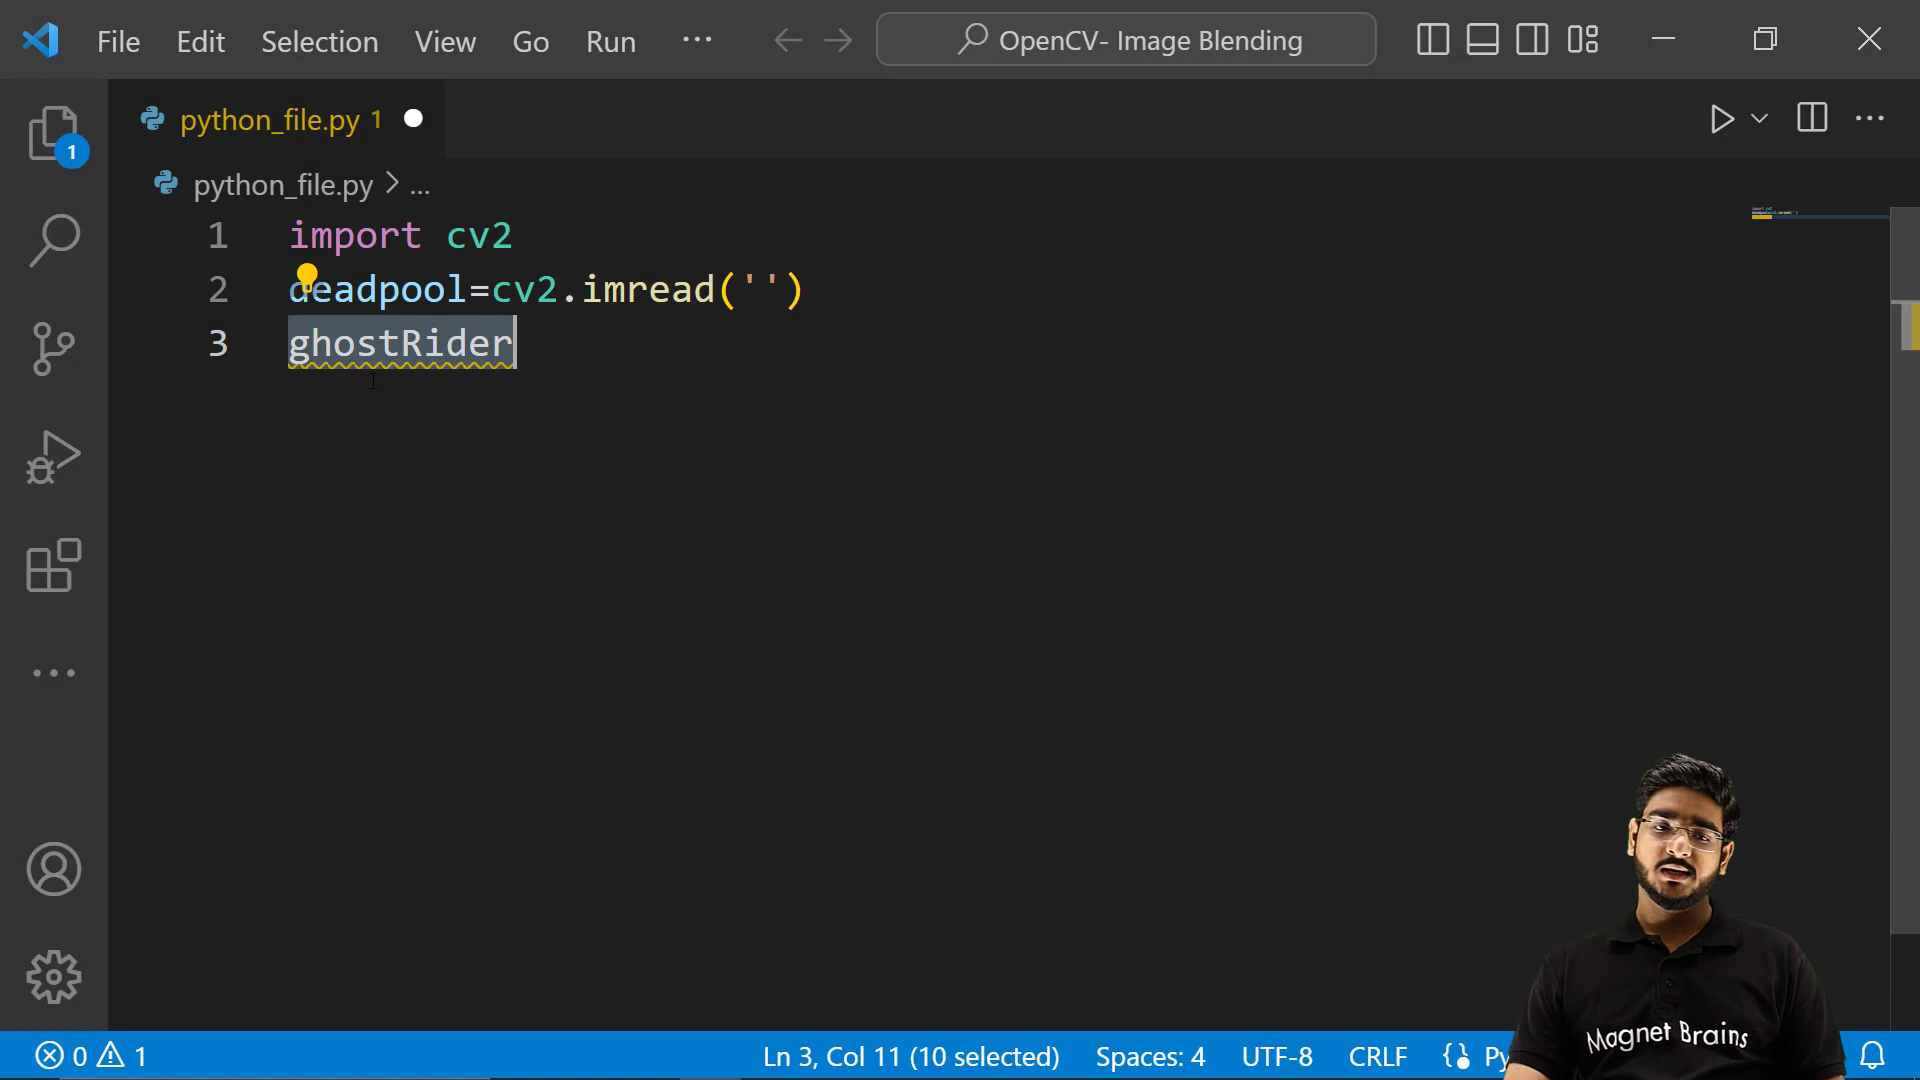 File Edit Selection View Go Run ... OpenCV- Image Blending
1
python_file.py 1
python_file.py > ...
1 import cv2
2 deadpool=cv2.imread('')
3 ghostRider
Magnet Brains
0 1 Ln 3, Col 11 (10 selected) Spaces: 4 UTF-8 CRLF Py